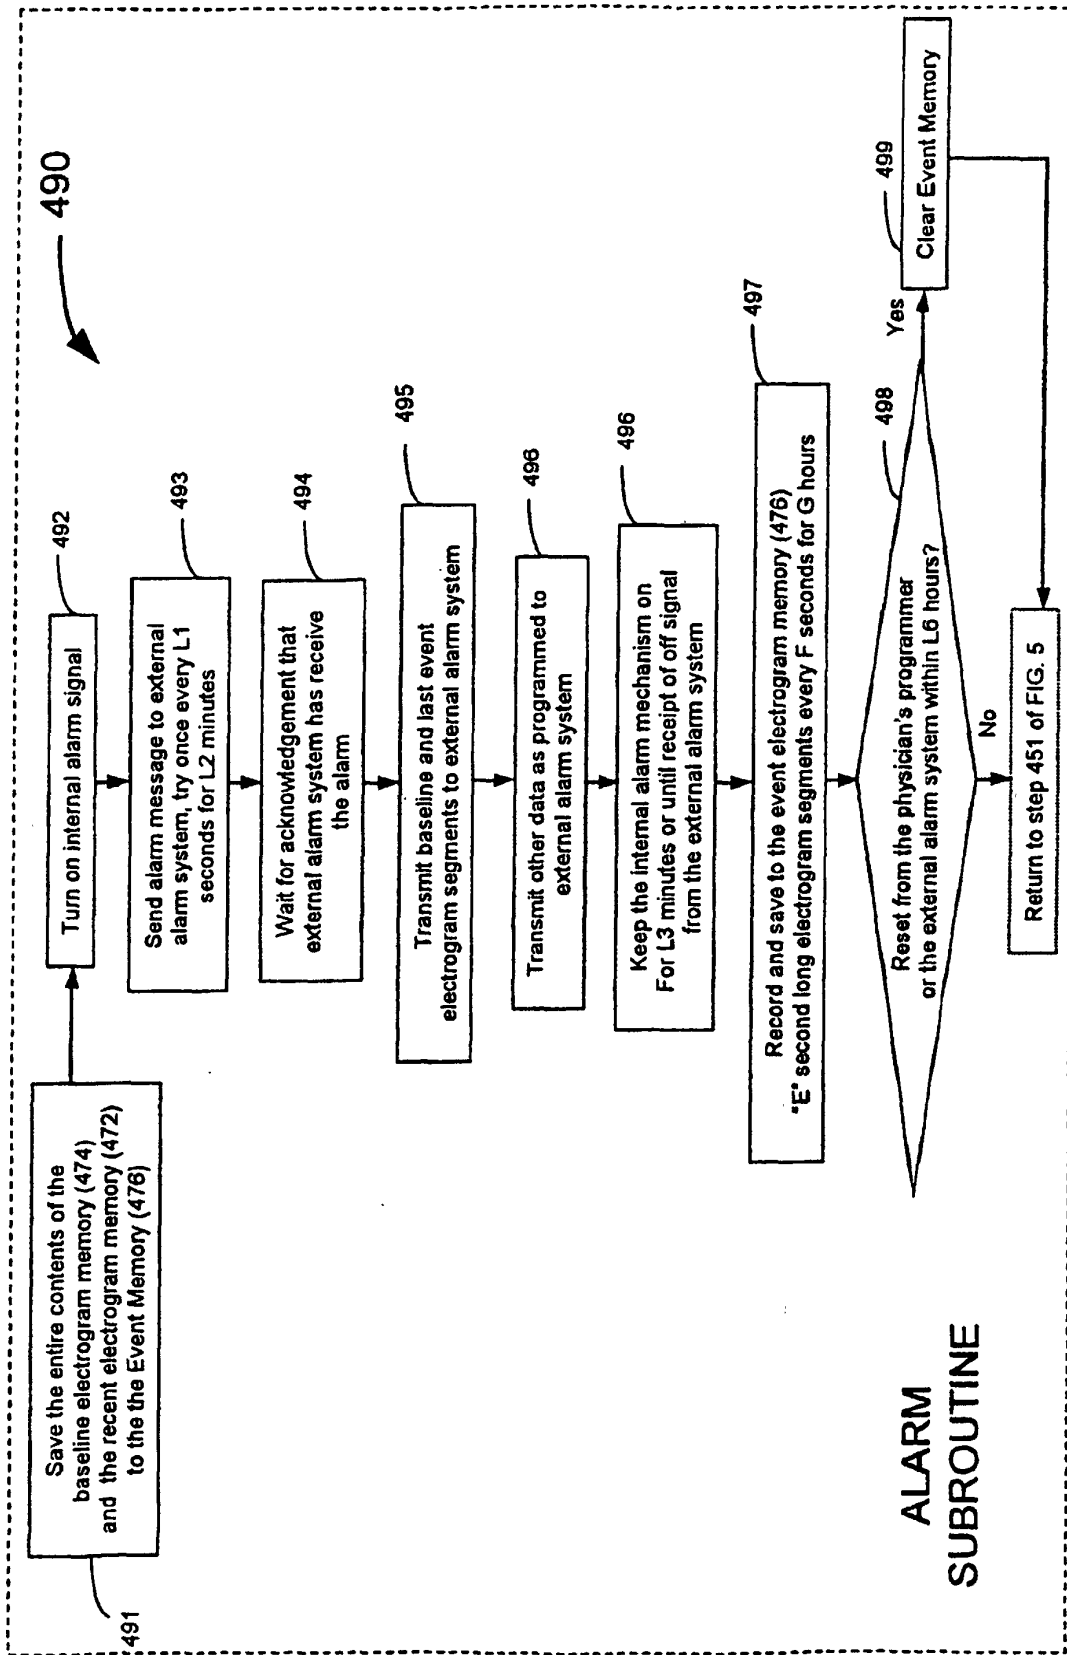 490
Save the entire contents of the
baseline electrogram memory (474)
and the recent electrogram memory (472)
to the the Event Memory (476)
491
Turn on internal alarm signal
492
Send alarm message to external
alarm system, try once every L1
seconds for L2 minutes
493
Wait for acknowledgement that
external alarm system has receive
the alarm
494
Transmit baseline and last event
electrogram segments to external alarm system
495
Transmit other data as programmed to
external alarm system
496
Keep the internal alarm mechanism on
For L3 minutes or until receipt of off signal
from the external alarm system
496
Record and save to the event electrogram memory (476)
"E" second long electrogram segments every F seconds for G hours
497
Reset from the physician's programmer
or the external alarm system within L6 hours?
498
Yes
Clear Event Memory
499
No
Return to step 451 of FIG. 5
ALARM
SUBROUTINE